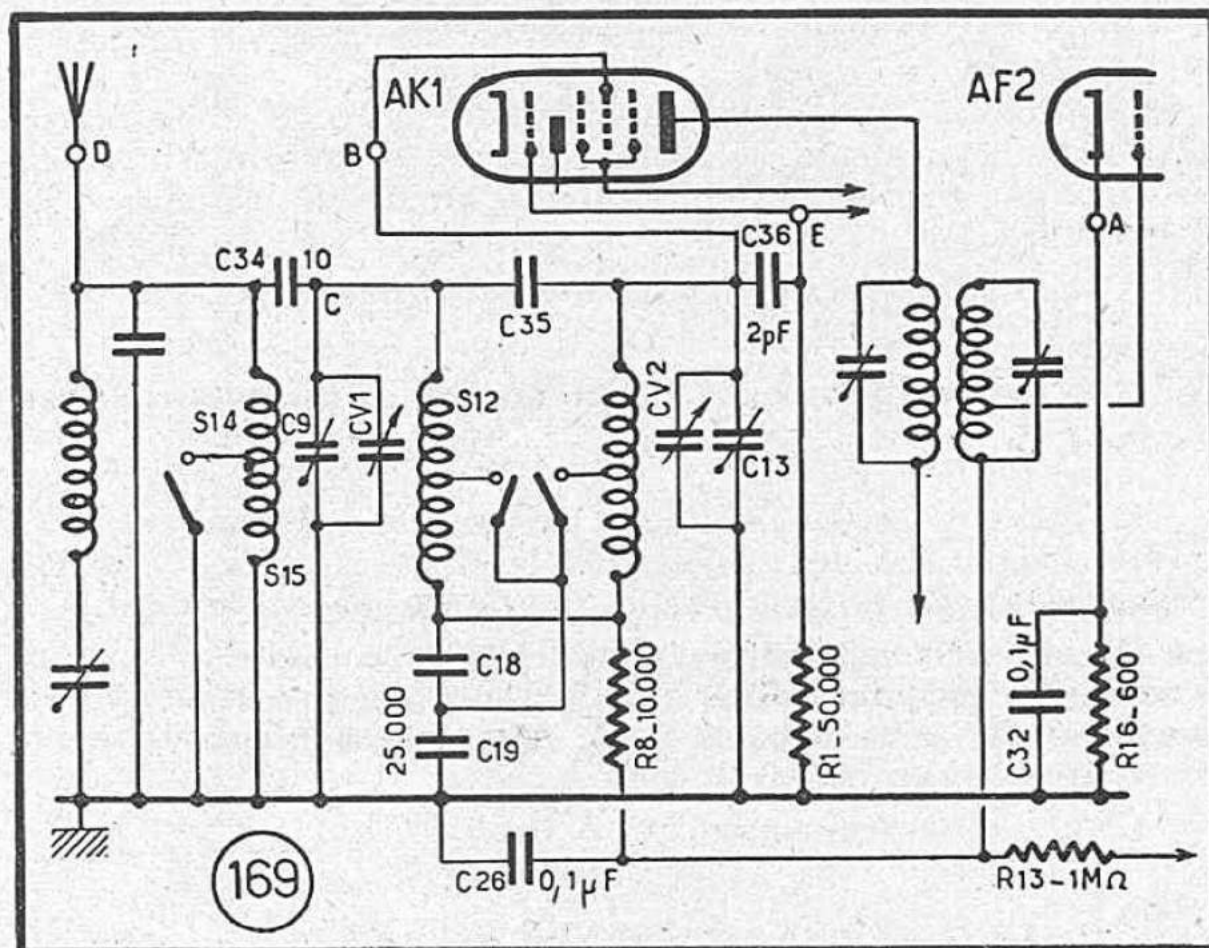 AK1
AF2
D
B
A
C34
10
C
C35
C36
E
2pF
S14
C9
CV1
S12
CV2
C13
S15
C18
25.000
C19
R8_10.000
R1_50.000
C32
0,1µF
R16_600
C26
0,1µF
R13-1MΩ
169